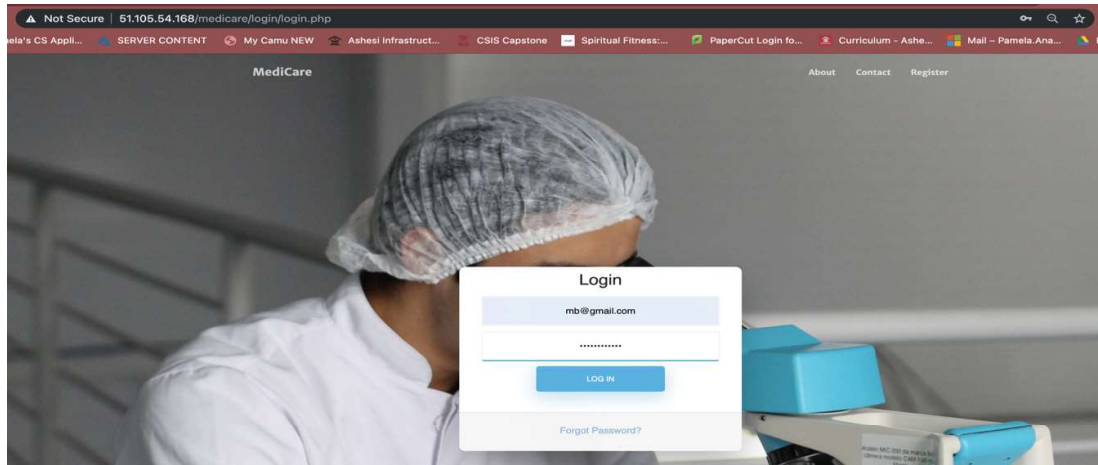 Not Secure | 51.105.54.168/medicare/login/login.php
ela's CS Appli... SERVER CONTENT My Camu NEW Ashesi Infrastruct... CSIS Capstone Spiritual Fitness:... PaperCut Login fo... Curriculum – Ashe... Mail – Pamela.Ana...
MediCare About Contact Register
Login
mb@gmail.com
••••••••••••
LOG IN
Forgot Password?